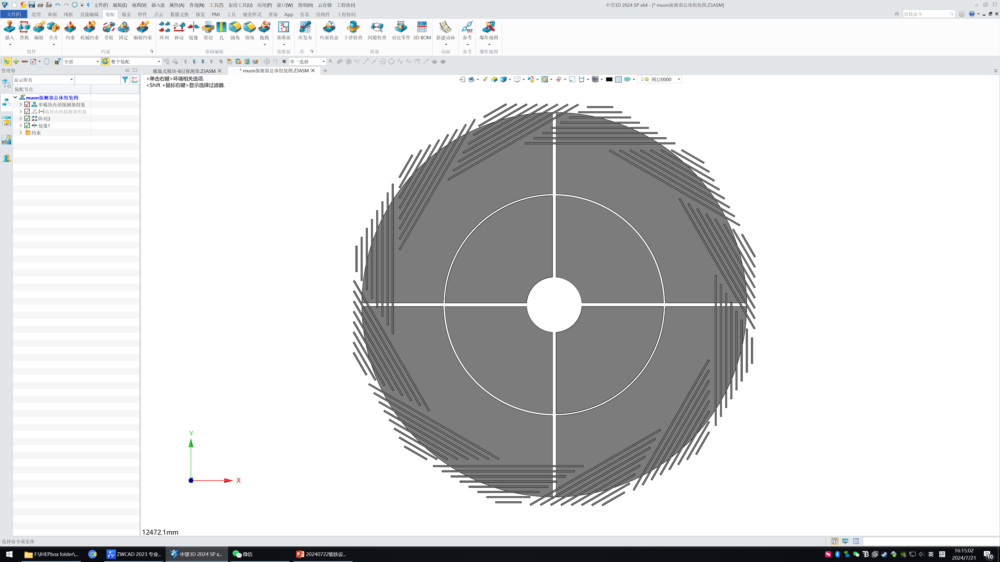 文件(F) 编辑(E) 视图(V) 插入(I) 属性(A) 查询(N) 工具(T) 实用工具(U) 应用(P) 窗口(W) 帮助(H) 云存储 工程协同
中望3D 2024 SP x64 - [* muon探测器总体组装图.Z3ASM]
文件(F) 造型 曲面 线框 直接编辑 装配 钣金 焊件 点云 数据交换 修复 PMI 工具 视觉样式 查询 App 仿真 结构件 工程协同
查找命令
插入 替换 编辑 合并 约束 机械约束 带轮 固定 编辑约束 阵列 移动 镜像 剪切 孔 圆角 倒角 拖拽 基准面 库发布 约束状态 干涉检查 间隙检查 对比零件 3D BOM 新建动画 参考 爆炸视图
组件 约束 基础编辑 基准面 库 查询 动画 参考 爆炸视图
全部 整个装配 单一选择
管理器
螺旋式模块-8层探测器.Z3ASM
* muon探测器总体组装图.Z3ASM
显示所有
<单击右键>环境相关选项.
<Shift +鼠标右键>显示选择过滤器.
图层0000
装配节点
muon探测器总体组装图
单模块内部探测器组装
(-)端部内部探测器组装
阵列3
镜像1
约束
Y
X
12472.1mm
选择命令或实体
F:\IHEPbox folder\...
ZWCAD 2023 专业...
中望3D 2024 SP x...
微信
20240722轭铁设...
英
拼
16:15:02
2024/7/21
10